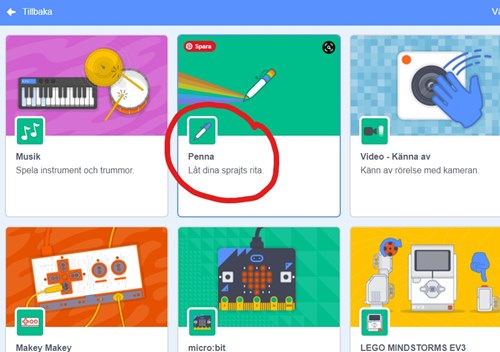 Tillbaka
Spara
Musik
Spela instrument och trummor.
Penna
Låt dina sprajts rita.
Video - Känna av
Känn av rörelse med kameran.
Makey Makey
micro:bit
LEGO MINDSTORMS EV3